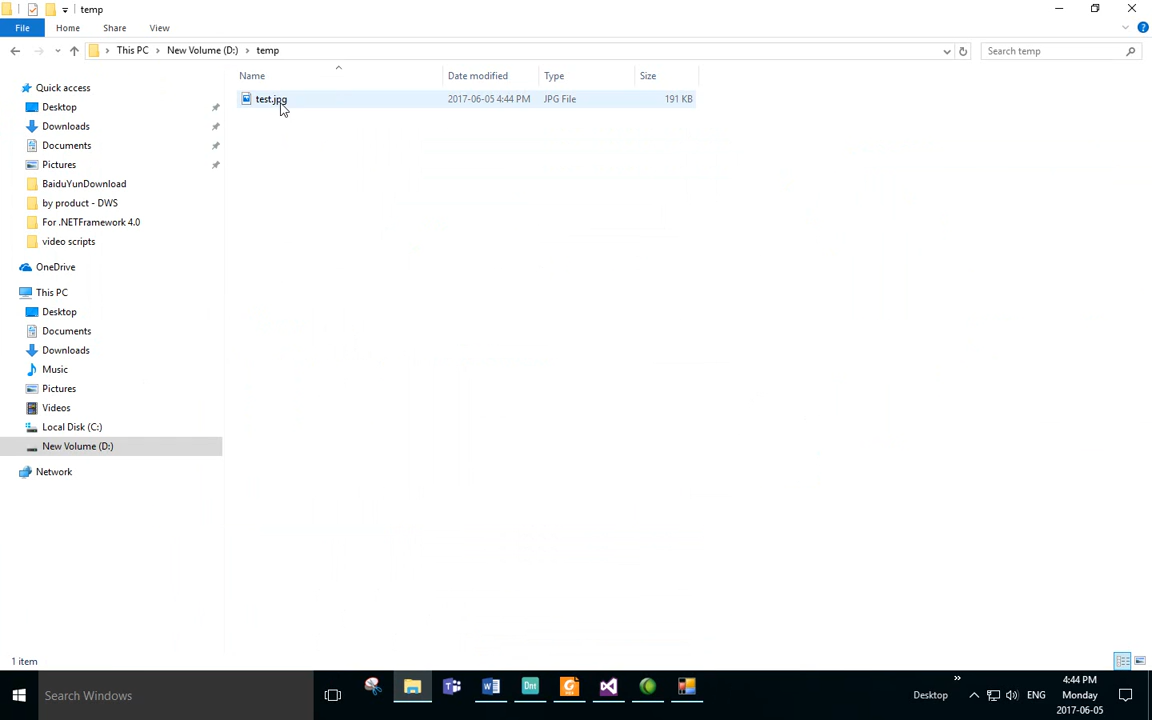 temp
File Home Share View
This PC > New Volume (D:) > temp
Search temp
Name Date modified Type Size
test.jpg 2017-06-05 4:44 PM JPG File 191 KB
Quick access
Desktop
Downloads
Documents
Pictures
BaiduYunDownload
by product - DWS
For .NETFramework 4.0
video scripts
OneDrive
This PC
Desktop
Documents
Downloads
Music
Pictures
Videos
Local Disk (C:)
New Volume (D:)
Network
1 item
Search Windows
Dnt
Desktop
ENG
4:44 PM
Monday
2017-06-05